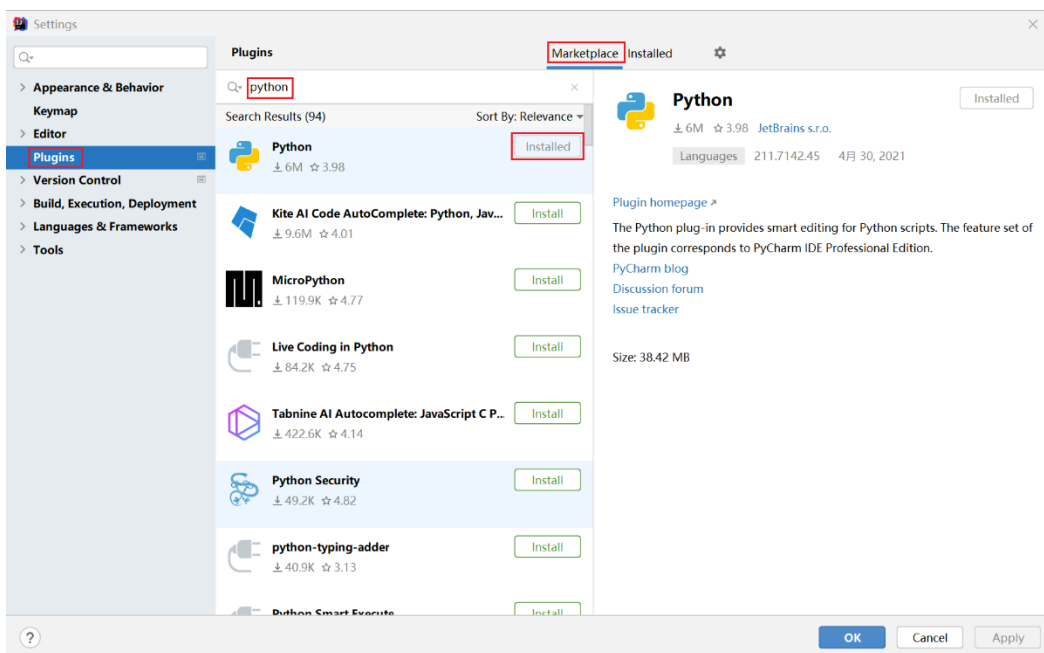 Settings
Plugins
Marketplace
Installed
Appearance & Behavior
Keymap
Editor
Plugins
Version Control
Build, Execution, Deployment
Languages & Frameworks
Tools
python
Search Results (94)
Sort By: Relevance
Python
Installed
6M 3.98
Kite AI Code AutoComplete: Python, Jav...
Install
9.6M 4.01
MicroPython
Install
119.9K 4.77
Live Coding in Python
Install
84.2K 4.75
Tabnine AI Autocomplete: JavaScript C P...
Install
422.6K 4.14
Python Security
Install
49.2K 4.82
python-typing-adder
Install
40.9K 3.13
Python Smart Execute
Install
Python
Installed
6M 3.98 JetBrains s.r.o.
Languages 211.7142.45 4月 30, 2021
Plugin homepage
The Python plug-in provides smart editing for Python scripts. The feature set of
the plugin corresponds to PyCharm IDE Professional Edition.
PyCharm blog
Discussion forum
Issue tracker
Size: 38.42 MB
?
OK
Cancel
Apply